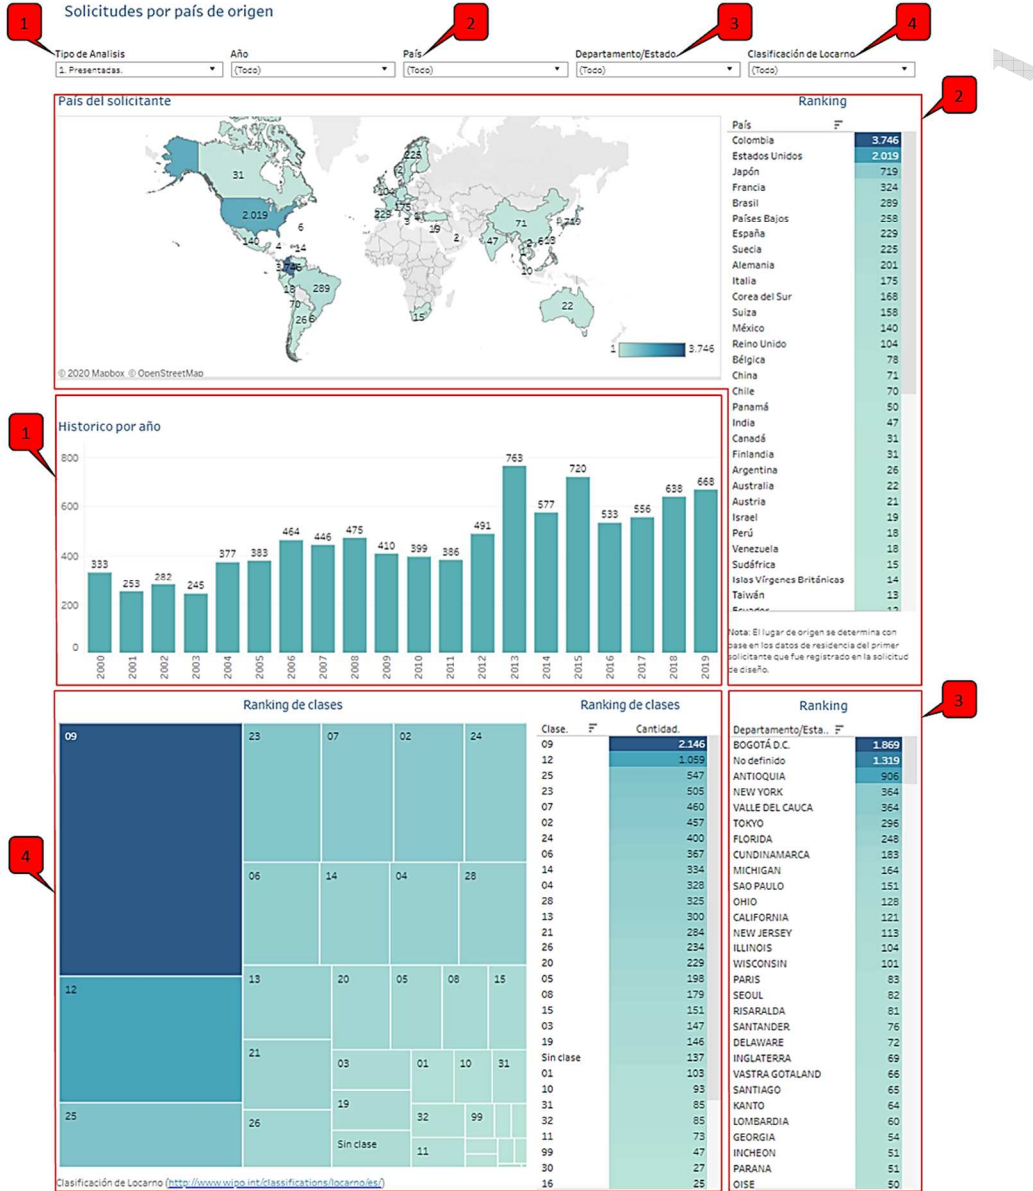 Solicitudes por país de origen
1
2
3
4
Tipo de Analisis
1. Presentadas.
Año
(Todo)
País
(Todo)
Departamento/Estado
(Todo)
Clasificación de Locarno
(Todo)
2
País del solicitante
31
2.019
140
6
4
14
3.746
18
289
70
26
6
225
2
104
175
229
3
19
2
15
71
47
2
6
13
719
10
22
1
3.746
© 2020 Mapbox © OpenStreetMap
Ranking
País
Colombia 3.746
Estados Unidos 2.019
Japón 719
Francia 324
Brasil 289
Países Bajos 258
España 229
Suecia 225
Alemania 201
Italia 175
Corea del Sur 168
Suiza 158
México 140
Reino Unido 104
Bélgica 78
China 71
Chile 70
Panamá 50
India 47
Canadá 31
Finlandia 31
Argentina 26
Australia 22
Austria 21
Israel 19
Perú 18
Venezuela 18
Sudáfrica 15
Islas Vírgenes Británicas 14
Taiwán 13
Ecuador 12
Nota: El lugar de origen se determina con
base en los datos de residencia del primer
solicitante que fue registrado en la solicitud
de diseño.
1
Historico por año
800
600
400
200
0
333
253
282
245
377
383
464
446
475
410
399
386
491
763
577
720
533
556
638
668
2000
2001
2002
2003
2004
2005
2006
2007
2008
2009
2010
2011
2012
2013
2014
2015
2016
2017
2018
2019
4
Ranking de clases
09
23
07
02
24
06
14
04
28
12
13
20
05
08
15
21
03
01
10
31
25
26
19
32
99
Sin clase
11
Clasificación de Locarno (http://www.wipo.int/classifications/locarno/es/)
Ranking de clases
Clase. Cantidad.
09 2.146
12 1.059
25 547
23 505
07 460
02 457
24 400
06 367
14 334
04 328
28 325
13 300
21 284
26 234
20 229
05 198
08 179
15 151
03 147
19 146
Sin clase 137
01 103
10 93
31 85
32 85
11 73
99 47
30 27
16 25
3
Ranking
Departamento/Esta..
BOGOTÁ D.C. 1.869
No definido 1.319
ANTIOQUIA 906
NEW YORK 364
VALLE DEL CAUCA 364
TOKYO 296
FLORIDA 248
CUNDINAMARCA 183
MICHIGAN 164
SAO PAULO 151
OHIO 128
CALIFORNIA 121
NEW JERSEY 113
ILLINOIS 104
WISCONSIN 101
PARIS 83
SEOUL 82
RISARALDA 81
SANTANDER 76
DELAWARE 72
INGLATERRA 69
VASTRA GOTALAND 66
SANTIAGO 65
KANTO 64
LOMBARDIA 60
GEORGIA 54
INCHEON 51
PARANA 51
OISE 50